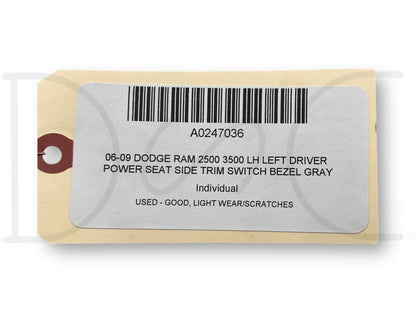 A0247036
06-09 DODGE RAM 2500 3500 LH LEFT DRIVER
POWER SEAT SIDE TRIM SWITCH BEZEL GRAY
Individual
USED - GOOD, LIGHT WEAR/SCRATCHES